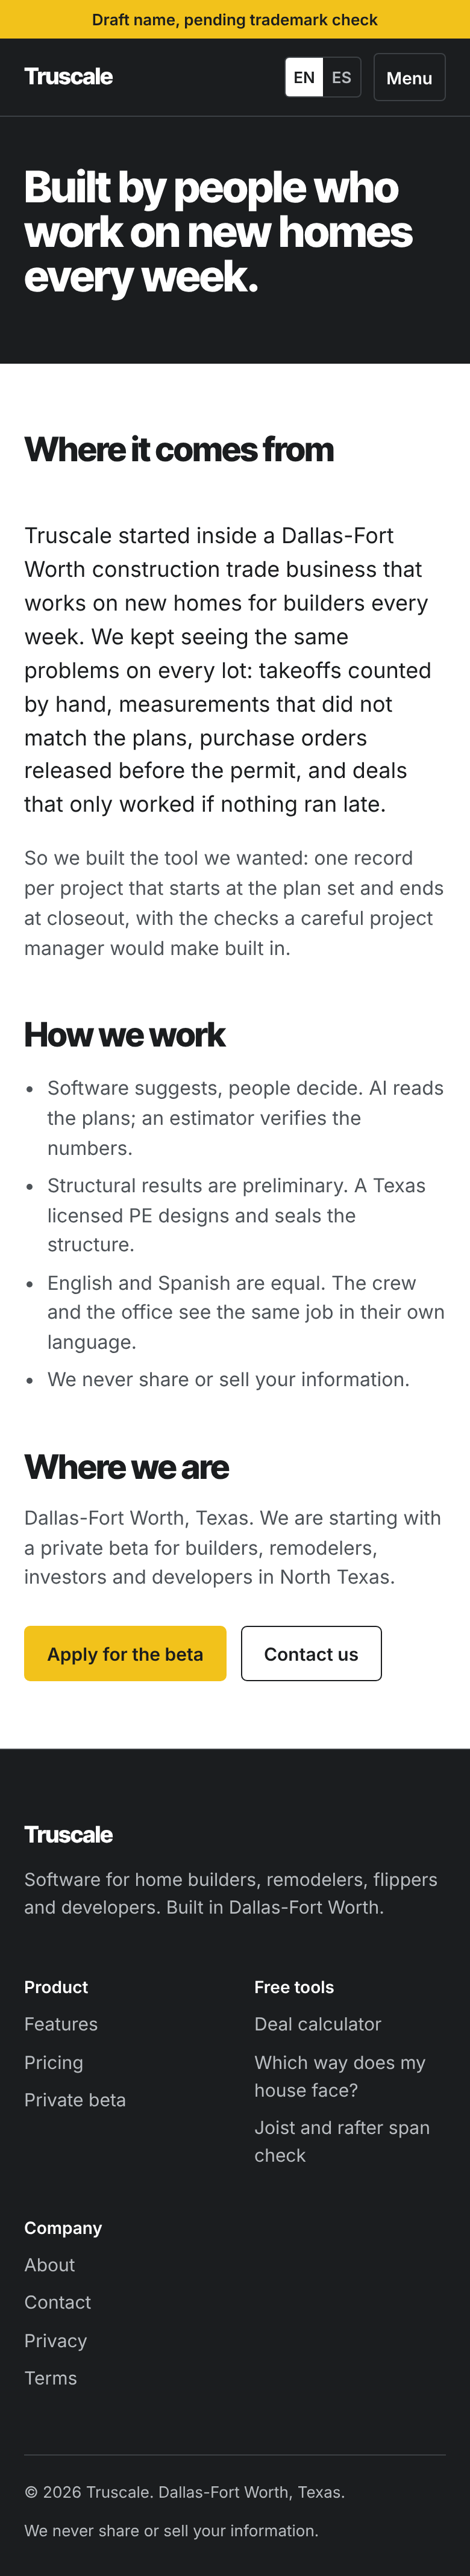 Draft name, pending trademark check
Truscale
EN ES
Menu
Built by people who
work on new homes
every week.
Where it comes from
Truscale started inside a Dallas-Fort
Worth construction trade business that
works on new homes for builders every
week. We kept seeing the same
problems on every lot: takeoffs counted
by hand, measurements that did not
match the plans, purchase orders
released before the permit, and deals
that only worked if nothing ran late.
So we built the tool we wanted: one record
per project that starts at the plan set and ends
at closeout, with the checks a careful project
manager would make built in.
How we work
• Software suggests, people decide. AI reads
the plans; an estimator verifies the
numbers.
• Structural results are preliminary. A Texas
licensed PE designs and seals the
structure.
• English and Spanish are equal. The crew
and the office see the same job in their own
language.
• We never share or sell your information.
Where we are
Dallas-Fort Worth, Texas. We are starting with
a private beta for builders, remodelers,
investors and developers in North Texas.
Apply for the beta
Contact us
Truscale
Software for home builders, remodelers, flippers
and developers. Built in Dallas-Fort Worth.
Product
Features
Pricing
Private beta
Free tools
Deal calculator
Which way does my
house face?
Joist and rafter span
check
Company
About
Contact
Privacy
Terms
© 2026 Truscale. Dallas-Fort Worth, Texas.
We never share or sell your information.